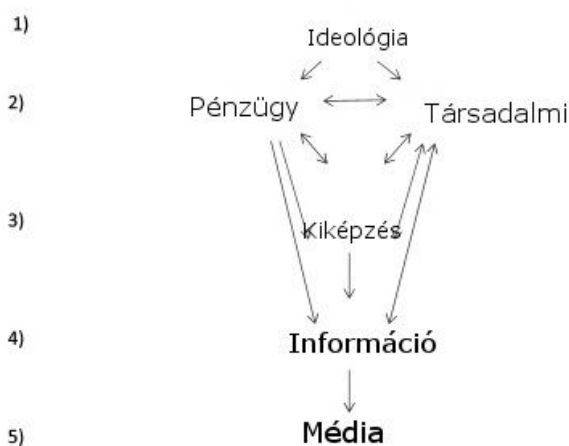 1) Ideológia
2) Pénzügy Társadalmi
3) Kiképzés
4) Információ
5) Média